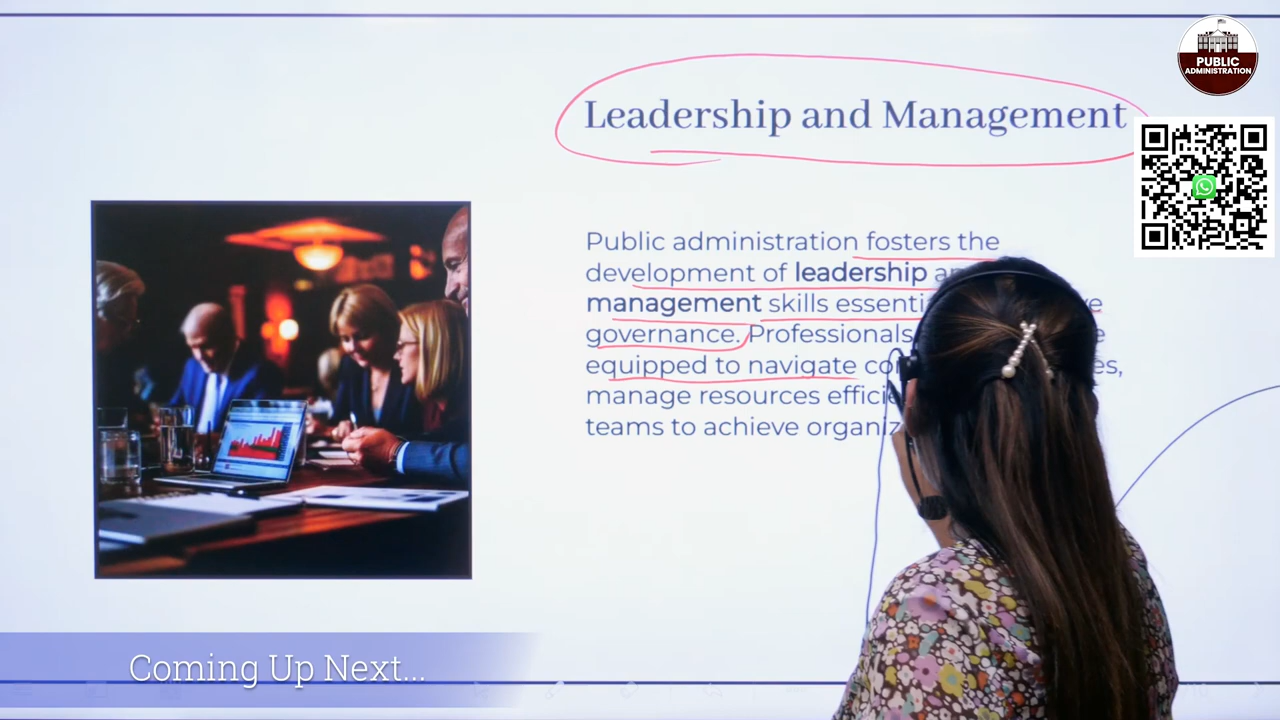 PUBLIC
ADMINISTRATION
Leadership and Management
Public administration fosters the
development of leadership
management skills
governance. Professionals
equipped to navigate
manage resources
teams to achieve
Coming Up Next...